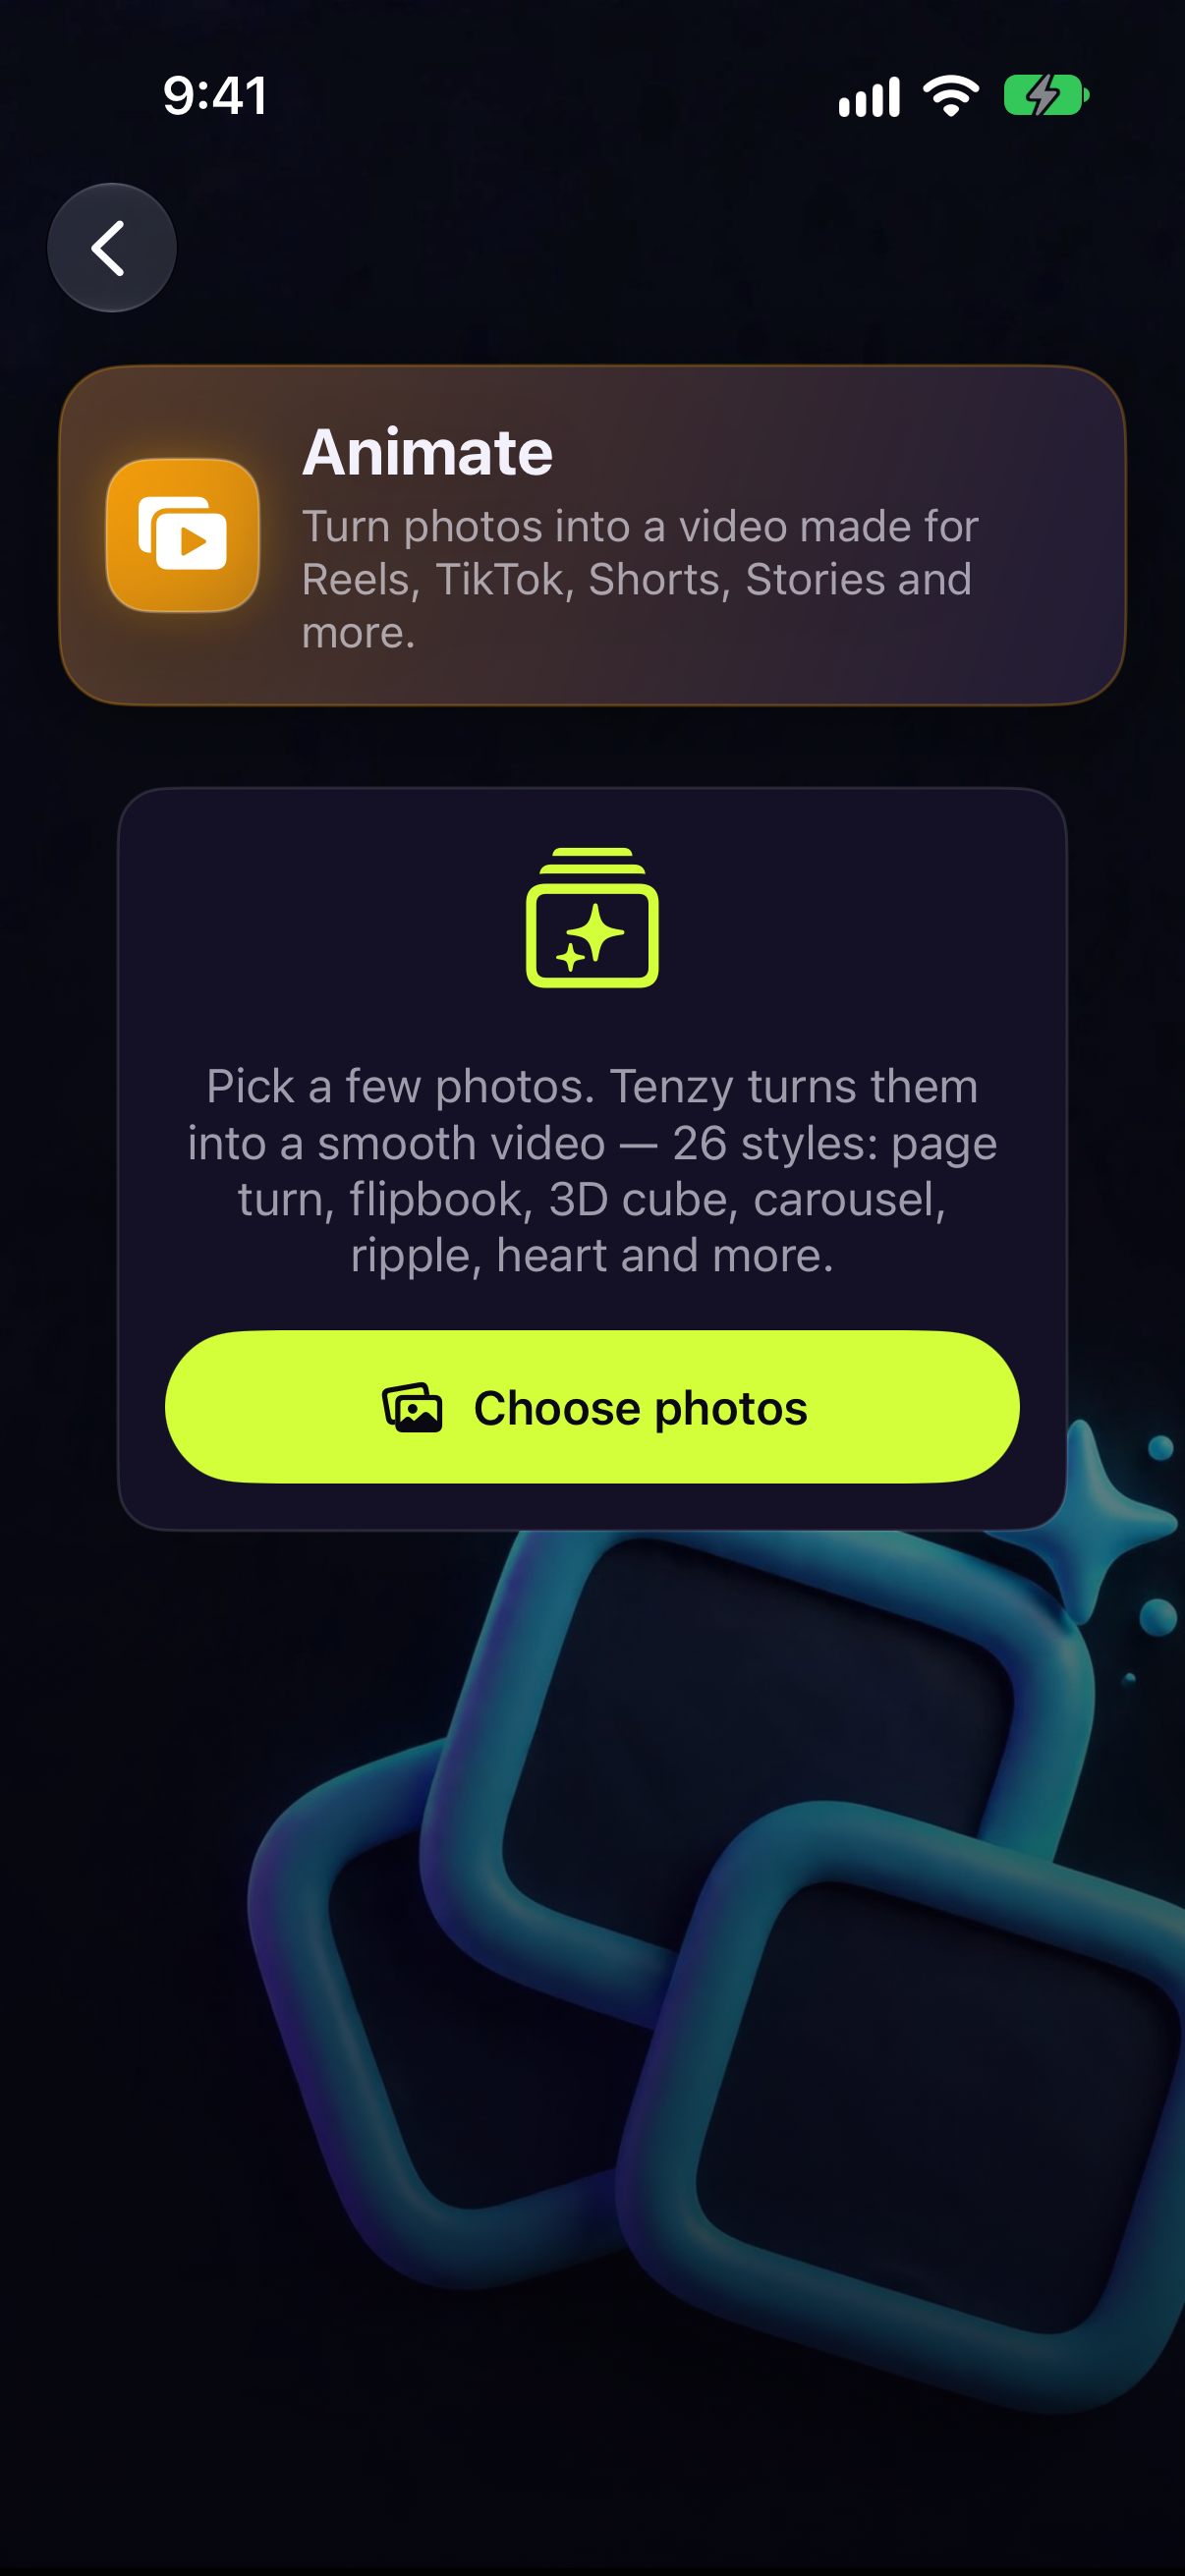 9:41
Animate
Turn photos into a video made for
Reels, TikTok, Shorts, Stories and
more.
Pick a few photos. Tenzy turns them
into a smooth video — 26 styles: page
turn, flipbook, 3D cube, carousel,
ripple, heart and more.
Choose photos